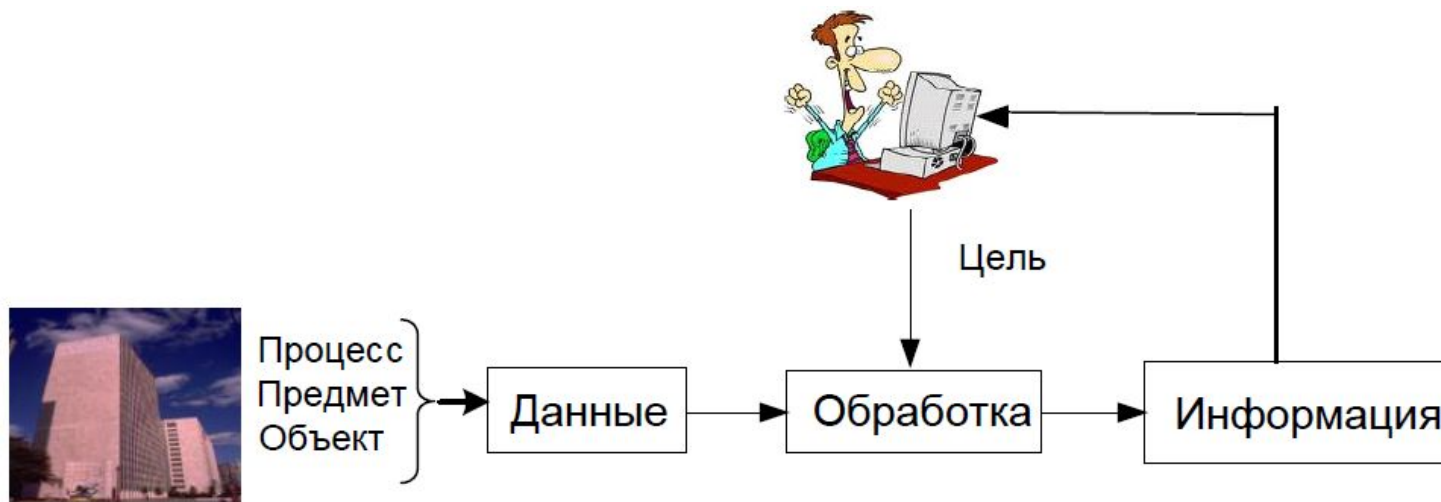 Цель
Процесс
Предмет
Объект
Данные
Обработка
Информация